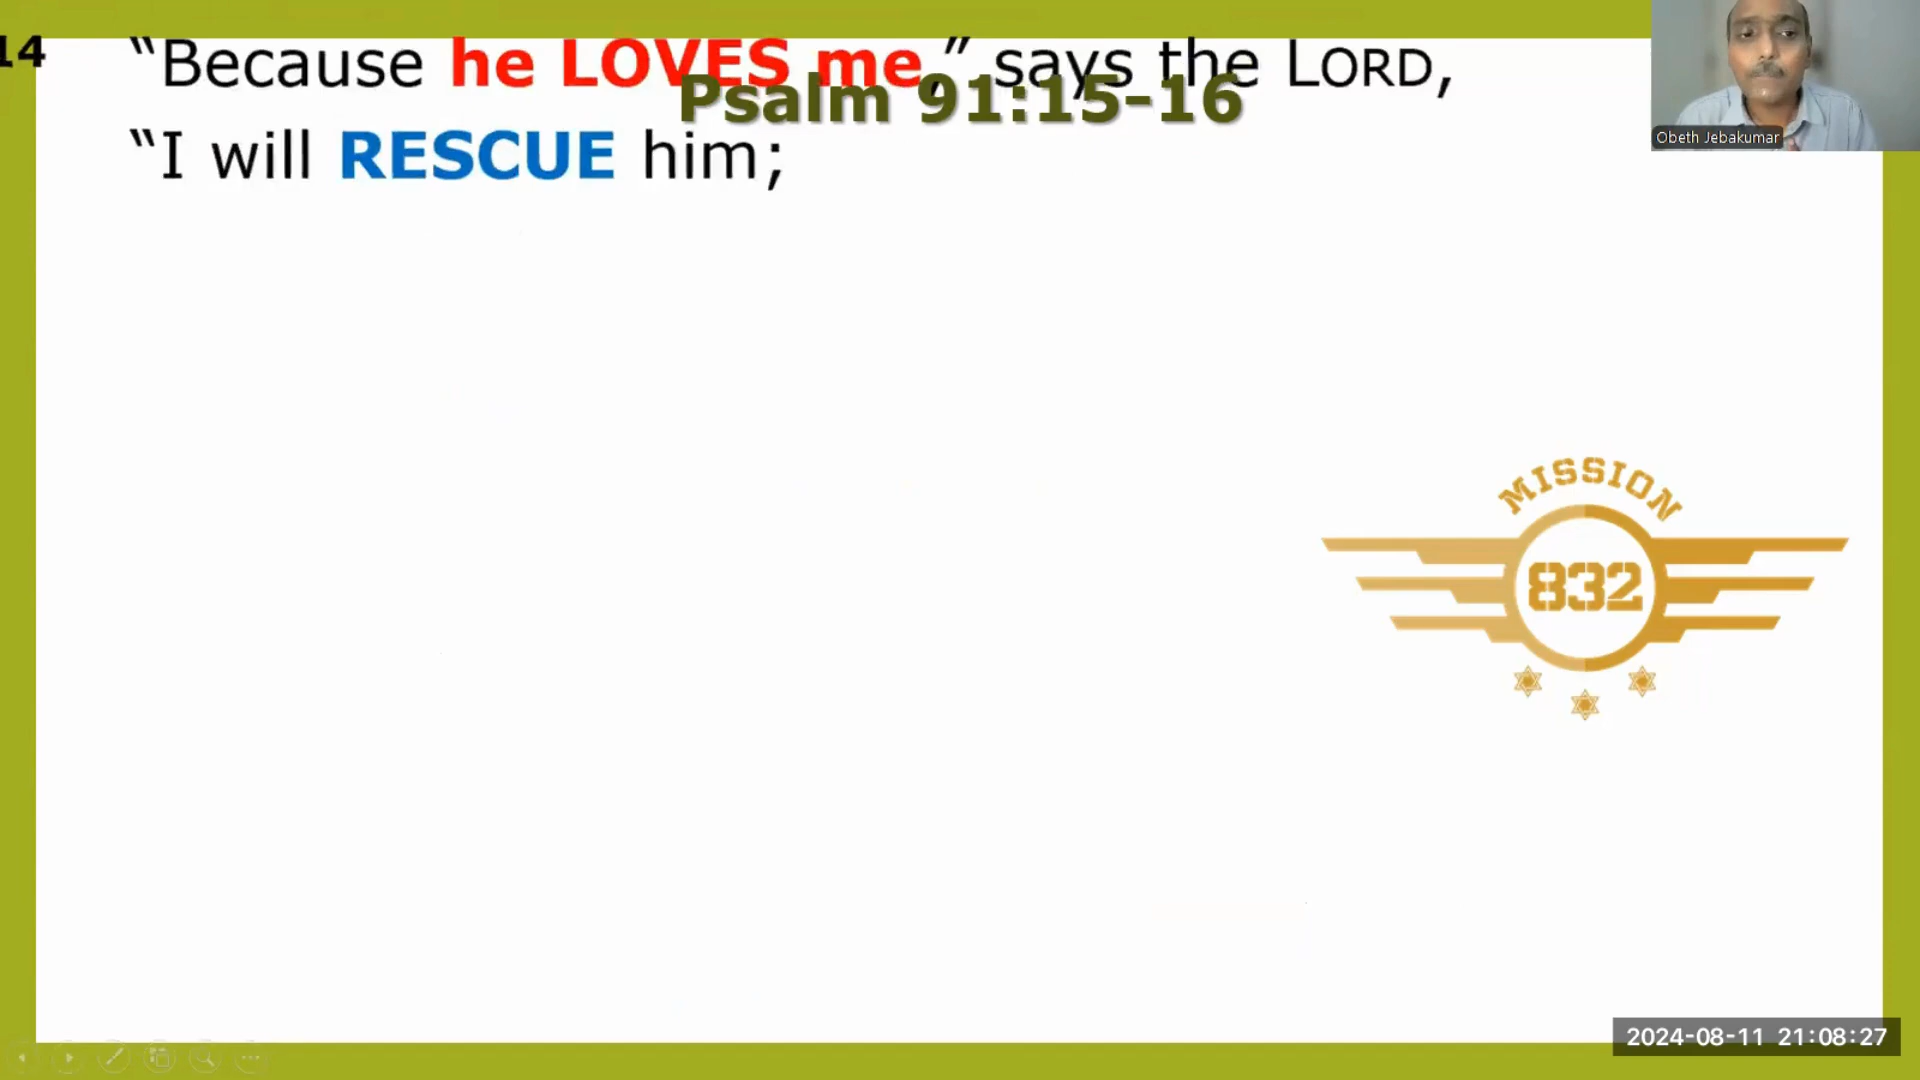 14 “Because he LOVES me,” says the LORD,
Psalm 91:15-16
“I will RESCUE him;
Obeth Jebakumar
MISSION
832
2024-08-11 21:08:27